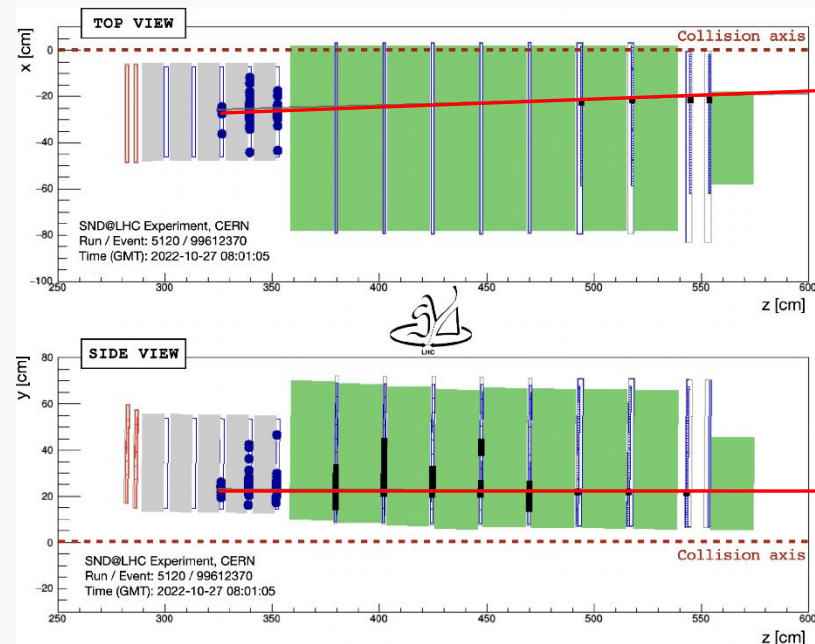 TOP VIEW
Collision axis
x [cm]
0
−20
−40
−60
−80
−100
SND@LHC Experiment, CERN
Run / Event: 5120 / 99612370
Time (GMT): 2022-10-27 08:01:05
250 300 350 400 450 500 550 600
z [cm]
LHC
SIDE VIEW
y [cm]
80
60
40
20
0
−20
Collision axis
SND@LHC Experiment, CERN
Run / Event: 5120 / 99612370
Time (GMT): 2022-10-27 08:01:05
250 300 350 400 450 500 550 600
z [cm]